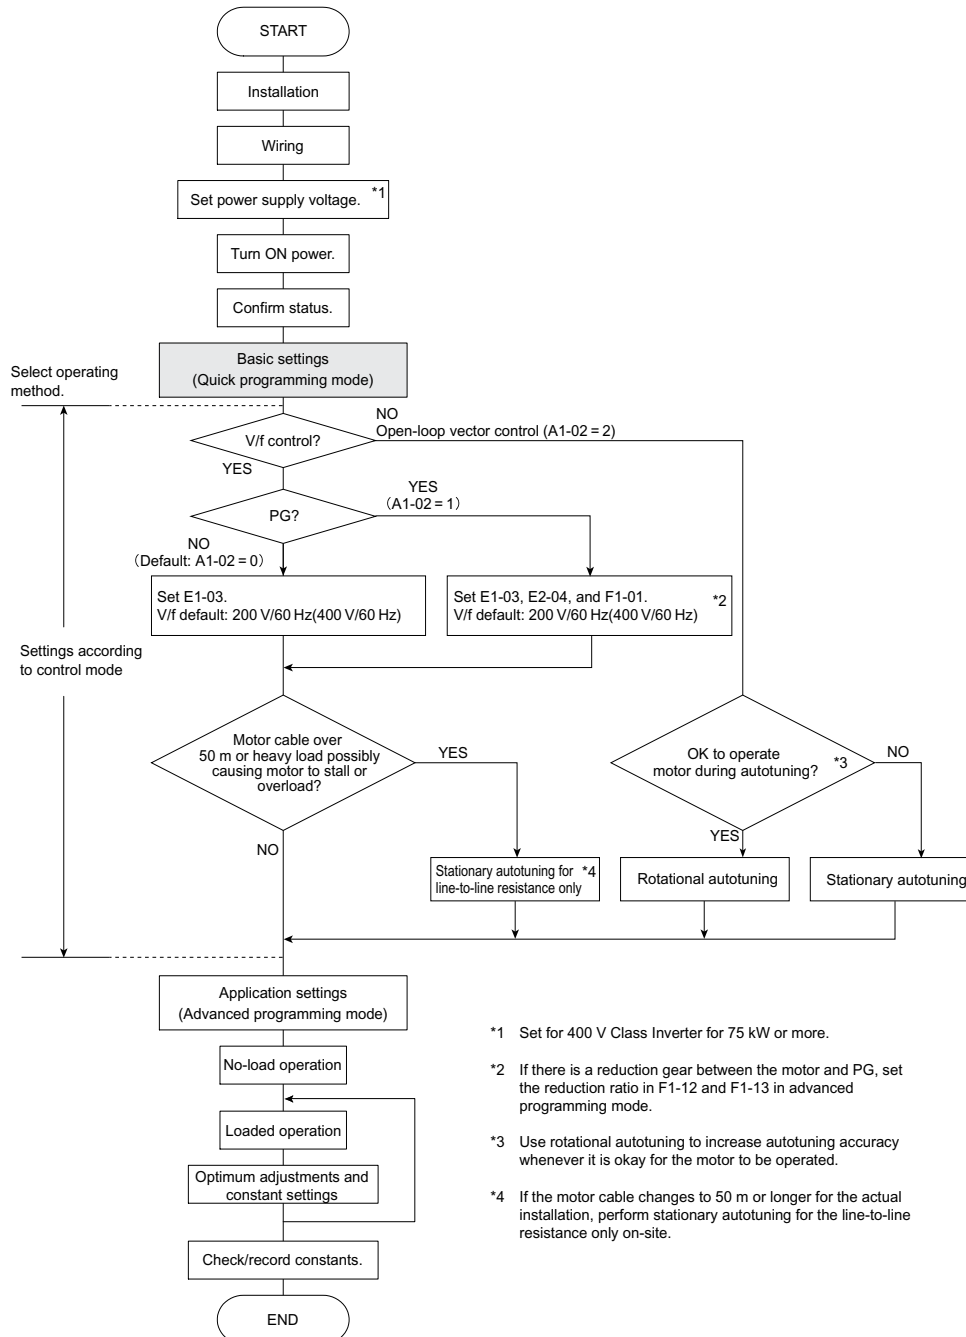 START
Installation
Wiring
Set power supply voltage. *1
Turn ON power.
Confirm status.
Basic settings
(Quick programming mode)
Select operating
method.
NO
Open-loop vector control (A1-02 = 2)
V/f control?
YES
YES
(A1-02 = 1)
PG?
NO
(Default: A1-02 = 0)
Set E1-03.
V/f default: 200 V/60 Hz(400 V/60 Hz)
Set E1-03, E2-04, and F1-01.
V/f default: 200 V/60 Hz(400 V/60 Hz)
*2
Settings according
to control mode
Motor cable over
50 m or heavy load possibly
causing motor to stall or
overload?
YES
NO
OK to operate
motor during autotuning? *3
NO
YES
Stationary autotuning for
line-to-line resistance only
*4
Rotational autotuning
Stationary autotuning
Application settings
(Advanced programming mode)
No-load operation
Loaded operation
Optimum adjustments and
constant settings
Check/record constants.
END
*1 Set for 400 V Class Inverter for 75 kW or more.
*2 If there is a reduction gear between the motor and PG, set
the reduction ratio in F1-12 and F1-13 in advanced
programming mode.
*3 Use rotational autotuning to increase autotuning accuracy
whenever it is okay for the motor to be operated.
*4 If the motor cable changes to 50 m or longer for the actual
installation, perform stationary autotuning for the line-to-line
resistance only on-site.